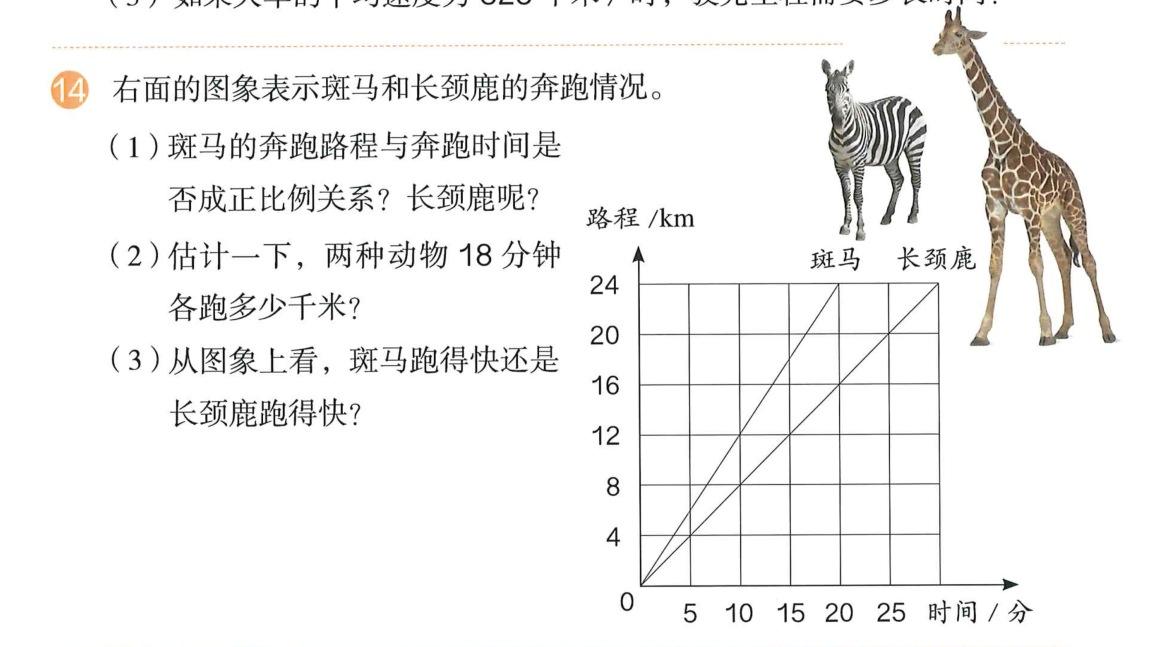 14 右面的图象表示斑马和长颈鹿的奔跑情况。
（1）斑马的奔跑路程与奔跑时间是
否成正比例关系？长颈鹿呢？
（2）估计一下，两种动物 18 分钟
各跑多少千米？
（3）从图象上看，斑马跑得快还是
长颈鹿跑得快？
路程 /km
斑马 长颈鹿
24
20
16
12
8
4
0
5 10 15 20 25 时间 / 分